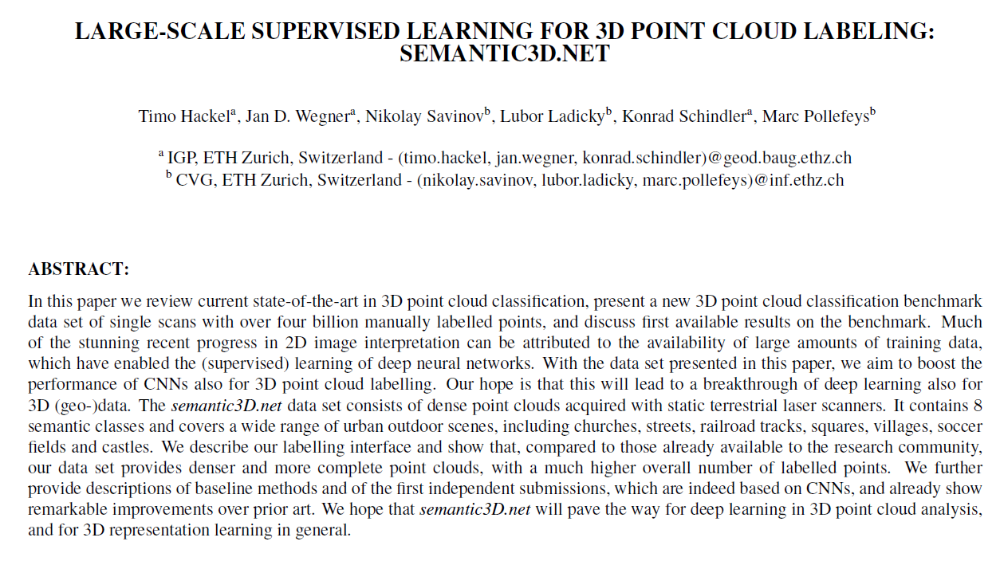 LARGE-SCALE SUPERVISED LEARNING FOR 3D POINT CLOUD LABELING:
SEMANTIC3D.NET
Timo Hackelᵃ, Jan D. Wegnerᵃ, Nikolay Savinovᵇ, Lubor Ladickyᵇ, Konrad Schindlerᵃ, Marc Pollefeysᵇ
ᵃ IGP, ETH Zurich, Switzerland - (timo.hackel, jan.wegner, konrad.schindler)@geod.baug.ethz.ch
ᵇ CVG, ETH Zurich, Switzerland - (nikolay.savinov, lubor.ladicky, marc.pollefeys)@inf.ethz.ch
ABSTRACT:
In this paper we review current state-of-the-art in 3D point cloud classification, present a new 3D point cloud classification benchmark
data set of single scans with over four billion manually labelled points, and discuss first available results on the benchmark. Much
of the stunning recent progress in 2D image interpretation can be attributed to the availability of large amounts of training data,
which have enabled the (supervised) learning of deep neural networks. With the data set presented in this paper, we aim to boost the
performance of CNNs also for 3D point cloud labelling. Our hope is that this will lead to a breakthrough of deep learning also for
3D (geo-)data. The semantic3D.net data set consists of dense point clouds acquired with static terrestrial laser scanners. It contains 8
semantic classes and covers a wide range of urban outdoor scenes, including churches, streets, railroad tracks, squares, villages, soccer
fields and castles. We describe our labelling interface and show that, compared to those already available to the research community,
our data set provides denser and more complete point clouds, with a much higher overall number of labelled points. We further
provide descriptions of baseline methods and of the first independent submissions, which are indeed based on CNNs, and already show
remarkable improvements over prior art. We hope that semantic3D.net will pave the way for deep learning in 3D point cloud analysis,
and for 3D representation learning in general.